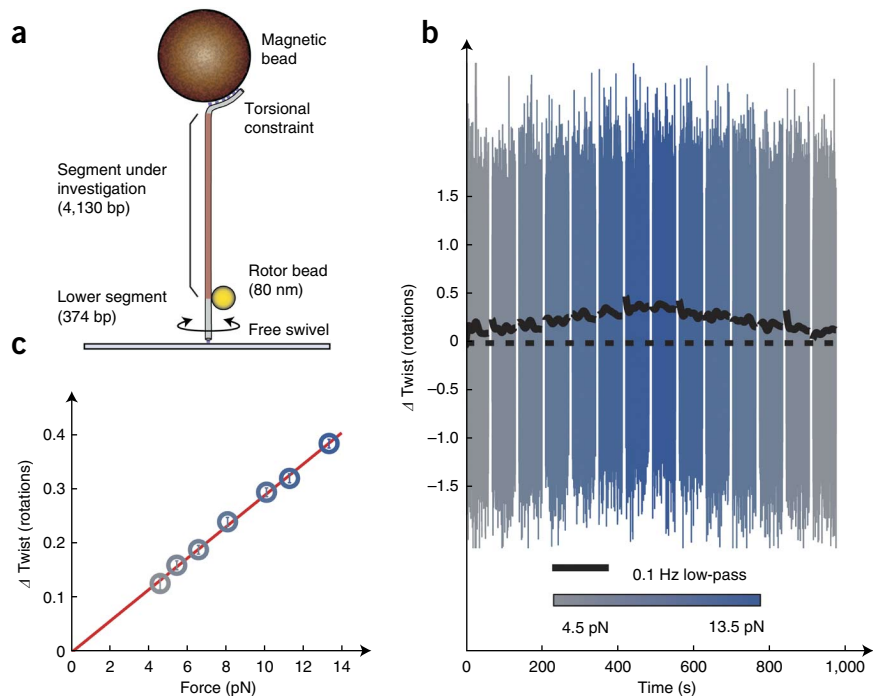 a
Magnetic
bead
Torsional
constraint
Segment under
investigation
(4,130 bp)
Rotor bead
(80 nm)
Lower segment
(374 bp)
Free swivel
b
Δ Twist (rotations)
1.5
1.0
0.5
0
−0.5
−1.0
−1.5
0.1 Hz low-pass
4.5 pN
13.5 pN
0 200 400 600 800 1,000
Time (s)
c
Δ Twist (rotations)
0.4
0.3
0.2
0.1
0
0 2 4 6 8 10 12 14
Force (pN)